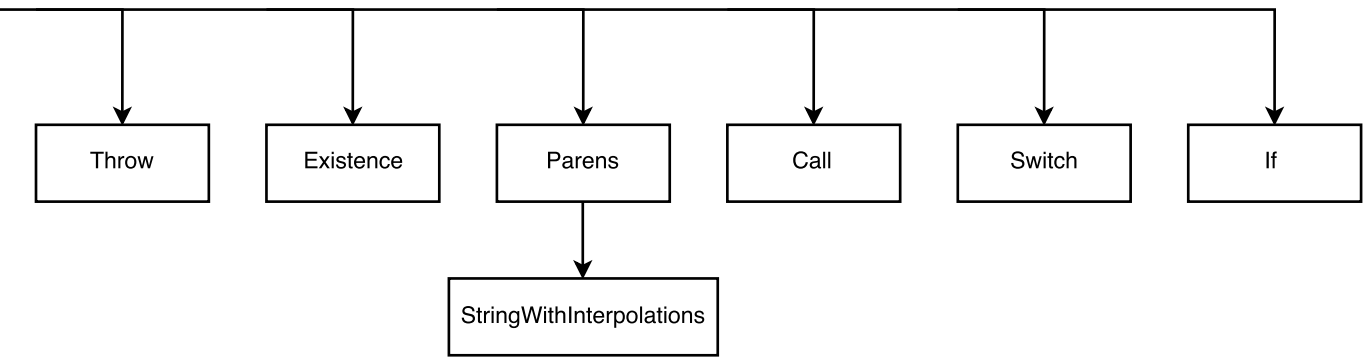 Throw
Existence
Parens
Call
Switch
If
StringWithInterpolations